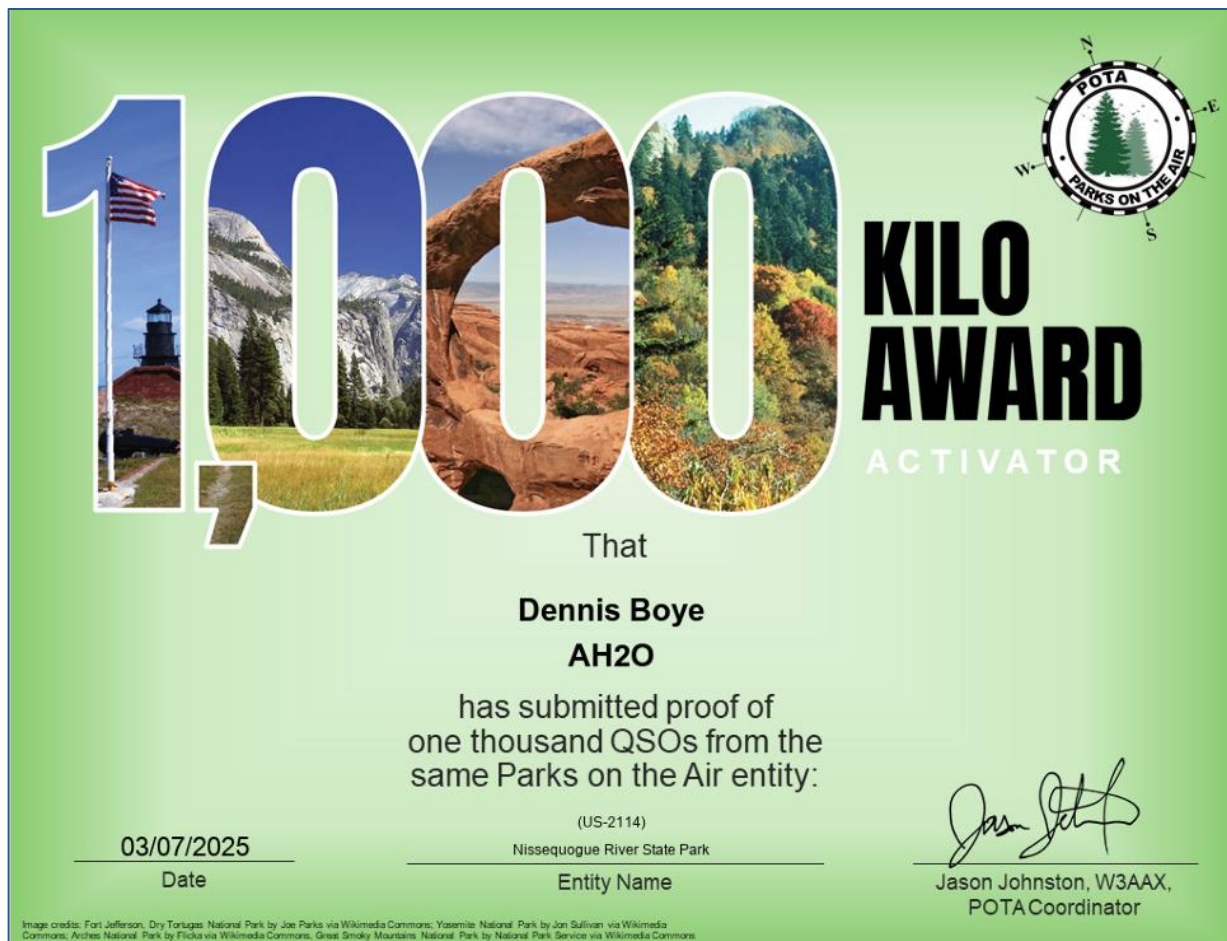 1,000
N
POTA
E
W
PARKS ON THE AIR
S
KILO
AWARD
ACTIVATOR
That
Dennis Boye
AH2O
has submitted proof of
one thousand QSOs from the
same Parks on the Air entity:
(US-2114)
03/07/2025
Nissequogue River State Park
Date
Entity Name
Jason Johnston, W3AAX,
POTA Coordinator
Image credits: Fort Jefferson, Dry Tortugas National Park by Joe Parks via Wikimedia Commons; Yosemite National Park by Jon Sullivan via Wikimedia
Commons; Arches National Park by Flicka via Wikimedia Commons, Great Smoky Mountains National Park by National Park Service via Wikimedia Commons